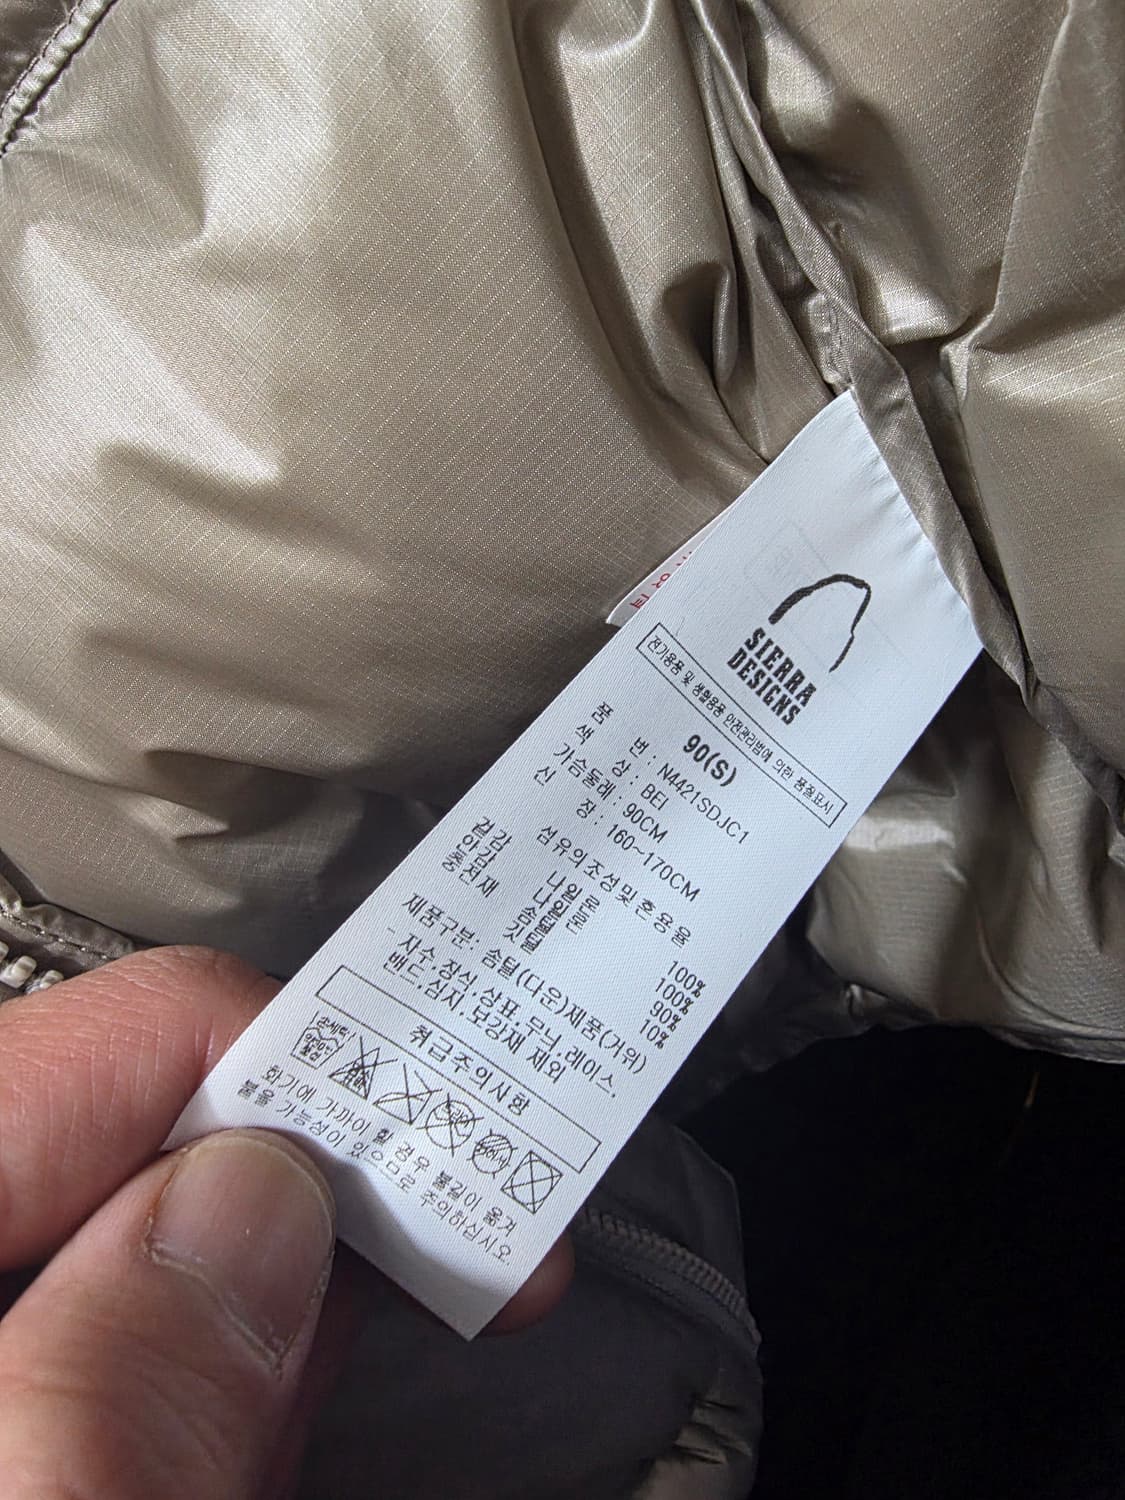 SIERRA
DESIGNS
전기용품 및 생활용품 안전관리법에 의한 품질표시
90(S)
품 번 : N4421SDJC1
색 상 : BEI
가슴둘레 : 90CM
신 장 : 160~170CM
섬유의조성및혼용율
겉감 나일론 100%
안감 나일론 100%
충전재 솜털 90%
깃털 10%
제품구분: 솜털(다운)제품(거위)
- 자수,장식,상표,무늬,레이스,
밴드,심지,보강재 제외
취급주의사항
손세탁
중성
화기에 가까이 할 경우 불길이 옮겨
붙을 가능성이 있으므로 주의하십시오.